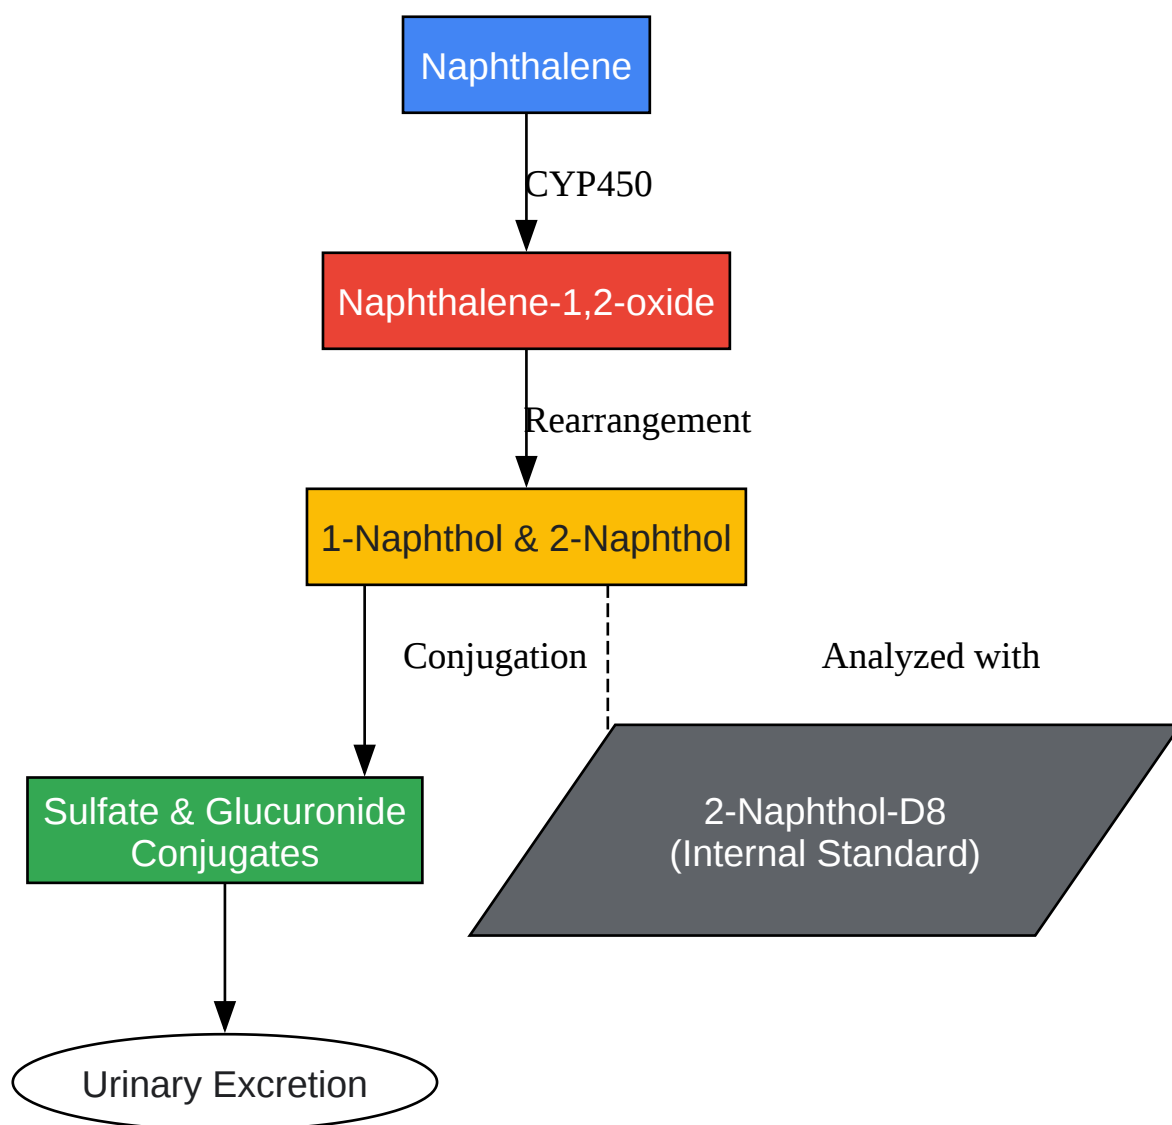 Naphthalene
CYP450
Naphthalene-1,2-oxide
Rearrangement
1-Naphthol & 2-Naphthol
Conjugation
Analyzed with
Sulfate & Glucuronide
Conjugates
2-Naphthol-D8
(Internal Standard)
Urinary Excretion